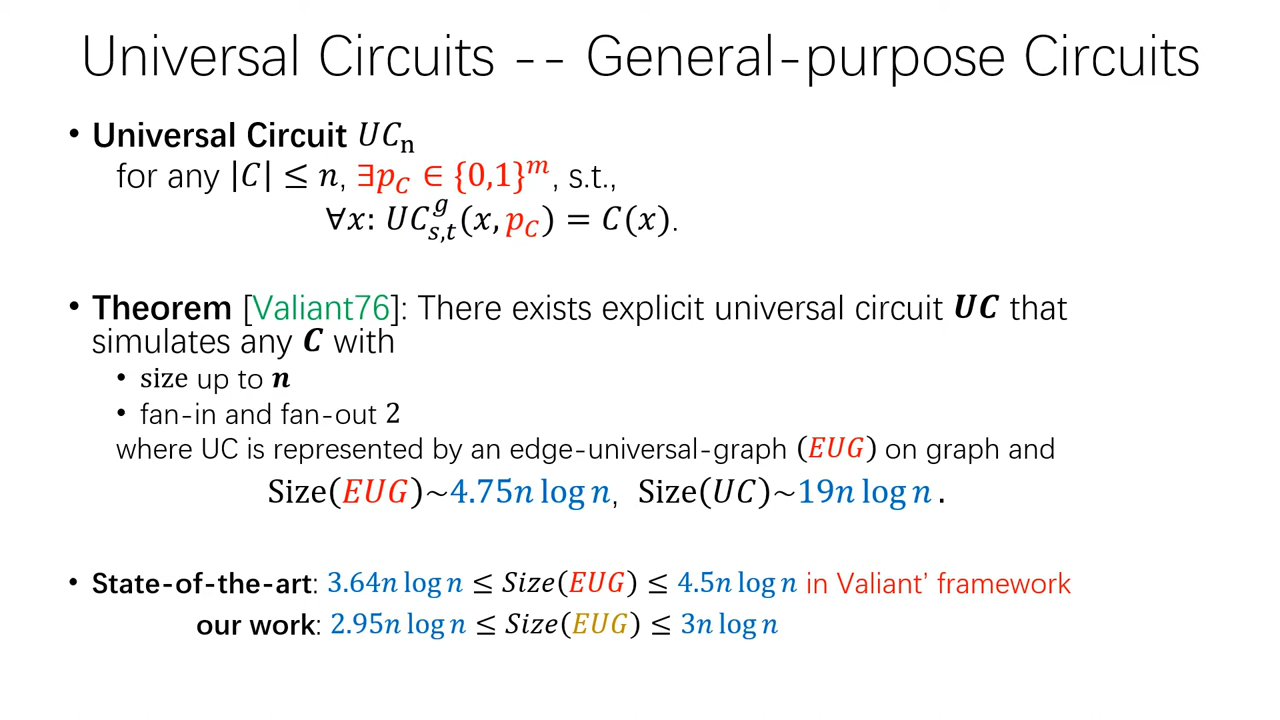 Universal Circuits -- General-purpose Circuits
• Universal Circuit UCₙ
for any |C| ≤ n, ∃p_C ∈ {0,1}^m, s.t.,
∀x: UC_{s,t}^g(x, p_C) = C(x).
• Theorem [Valiant76]: There exists explicit universal circuit UC that
simulates any C with
• size up to n
• fan-in and fan-out 2
where UC is represented by an edge-universal-graph (EUG) on graph and
Size(EUG)~4.75n log n, Size(UC)~19n log n .
• State-of-the-art: 3.64n log n ≤ Size(EUG) ≤ 4.5n log n in Valiant’ framework
our work: 2.95n log n ≤ Size(EUG) ≤ 3n log n